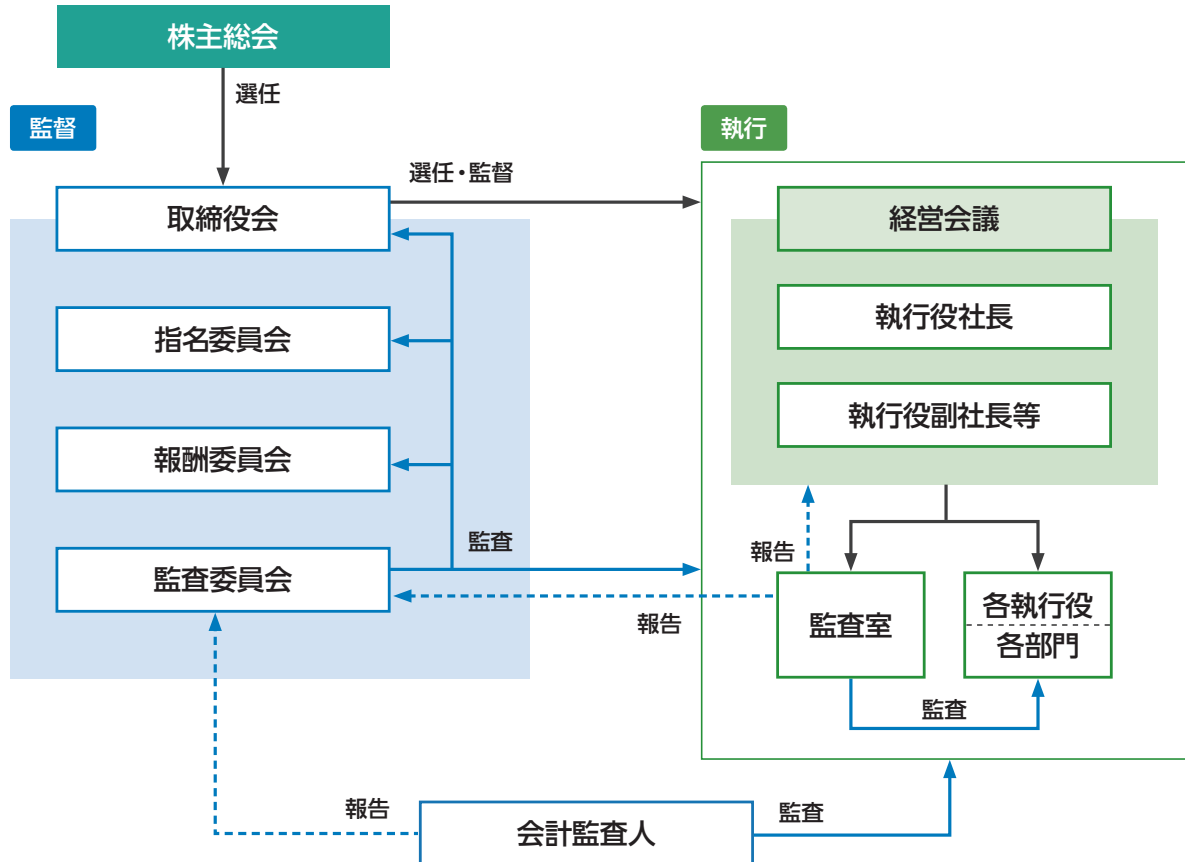 株主総会
選任
監督
執行
選任・監督
取締役会
経営会議
指名委員会
執行役社長
執行役副社長等
報酬委員会
監査
監査委員会
報告
報告
監査室
各執行役
各部門
監査
報告
会計監査人
監査